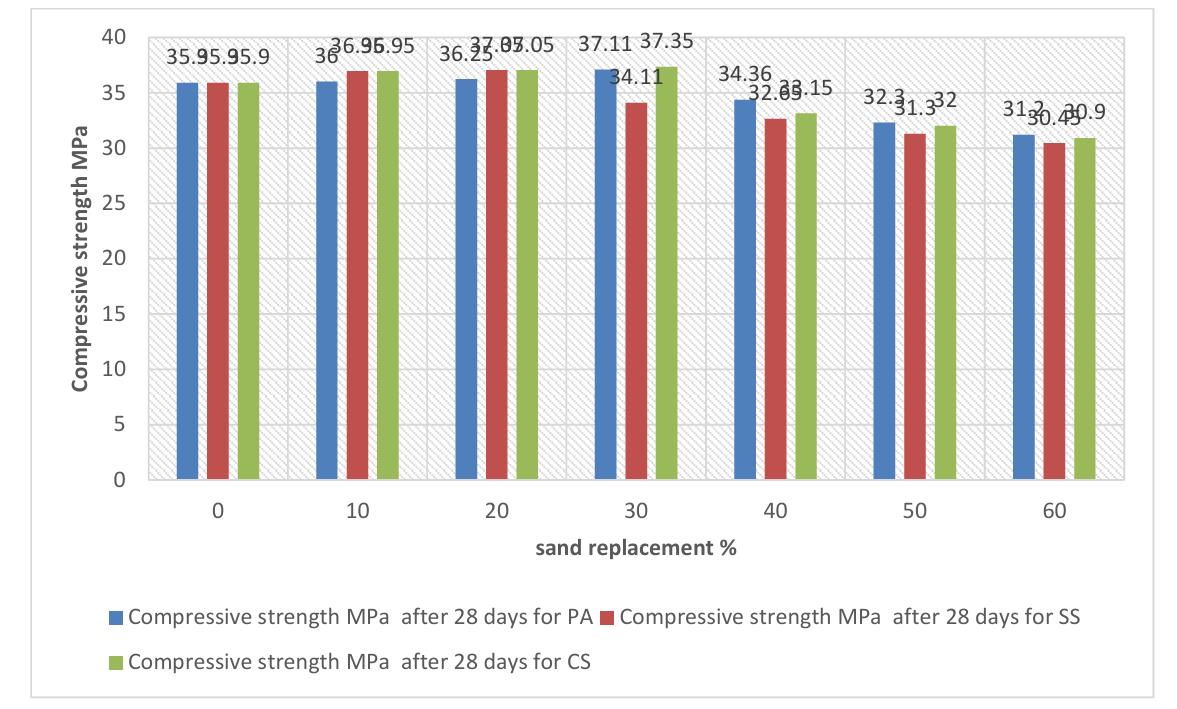 40
35
30
25
20
15
10
5
0
Compressive strength MPa
35.9 35.9 35.9
36 36.95 36.95
36.25 37.05 37.05
37.11 34.11 37.35
34.36 32.65 33.15
32.3 31.3 32
31.2 30.45 30.9
0 10 20 30 40 50 60
sand replacement %
Compressive strength MPa after 28 days for PA Compressive strength MPa after 28 days for SS
Compressive strength MPa after 28 days for CS